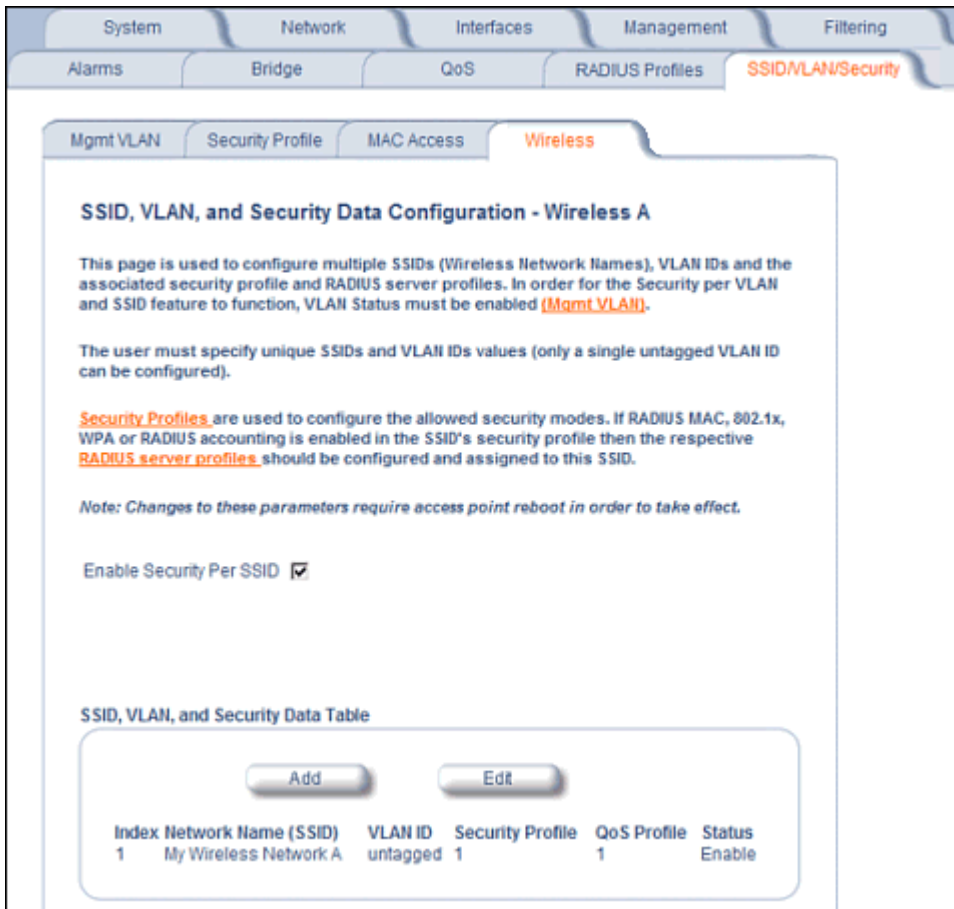 System Network Interfaces Management Filtering
Alarms Bridge QoS RADIUS Profiles SSID/VLAN/Security
Mgmt VLAN Security Profile MAC Access Wireless
SSID, VLAN, and Security Data Configuration - Wireless A
This page is used to configure multiple SSIDs (Wireless Network Names), VLAN IDs and the
associated security profile and RADIUS server profiles. In order for the Security per VLAN
and SSID feature to function, VLAN Status must be enabled (Mgmt VLAN).
The user must specify unique SSIDs and VLAN IDs values (only a single untagged VLAN ID
can be configured).
Security Profiles are used to configure the allowed security modes. If RADIUS MAC, 802.1x,
WPA or RADIUS accounting is enabled in the SSID's security profile then the respective
RADIUS server profiles should be configured and assigned to this SSID.
Note: Changes to these parameters require access point reboot in order to take effect.
Enable Security Per SSID
SSID, VLAN, and Security Data Table
Add Edit
Index Network Name (SSID) VLAN ID Security Profile QoS Profile Status
1 My Wireless Network A untagged 1 1 Enable